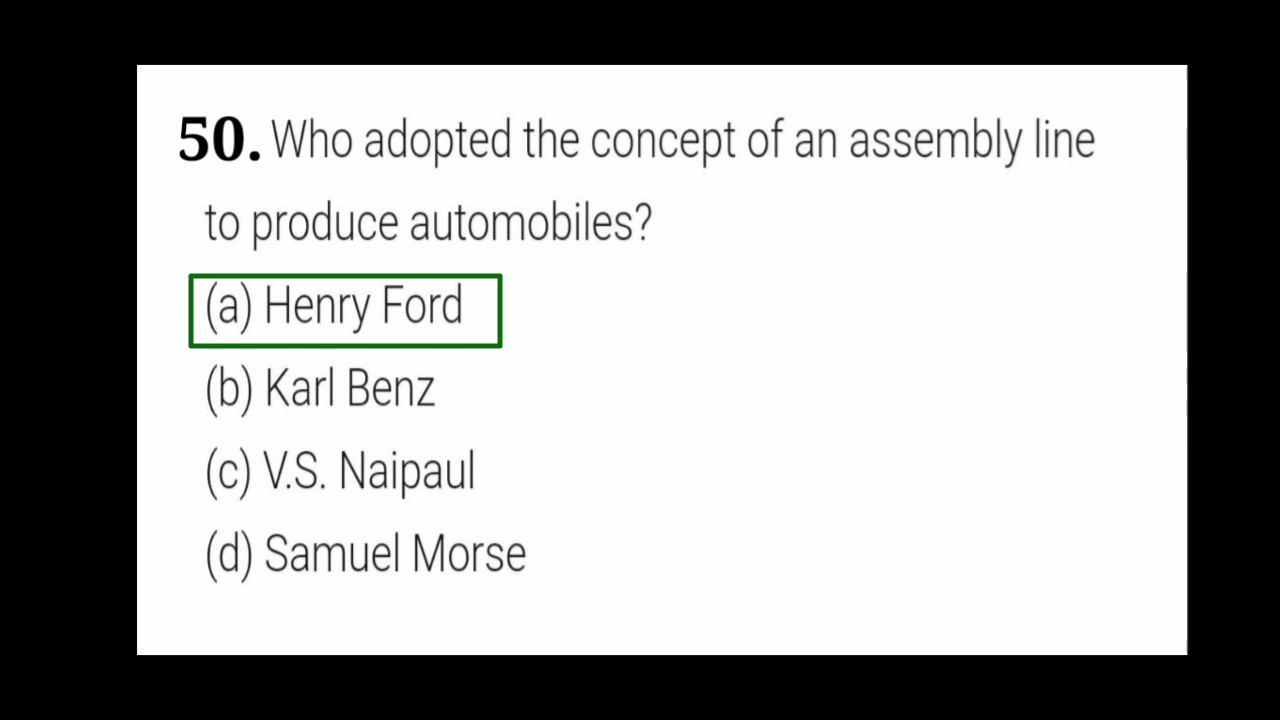 50. Who adopted the concept of an assembly line
to produce automobiles?
(a) Henry Ford
(b) Karl Benz
(c) V.S. Naipaul
(d) Samuel Morse